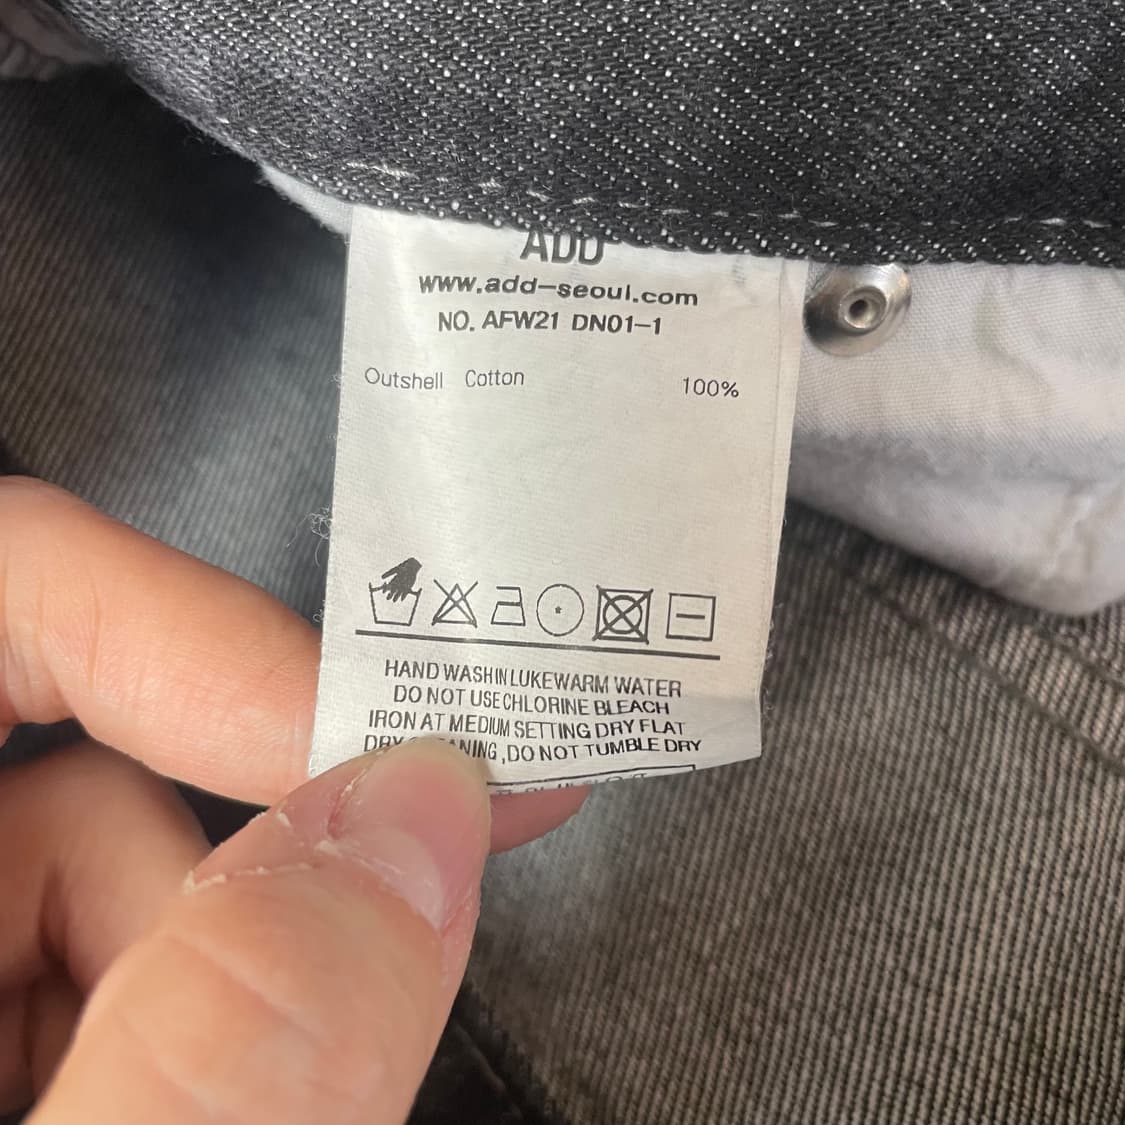 ADD
www.add-seoul.com
NO. AFW21 DN01-1
Outshell Cotton 100%
HAND WASH IN LUKEWARM WATER
DO NOT USE CHLORINE BLEACH
IRON AT MEDIUM SETTING DRY FLAT
DRY ,DO NOT TUMBLE DRY